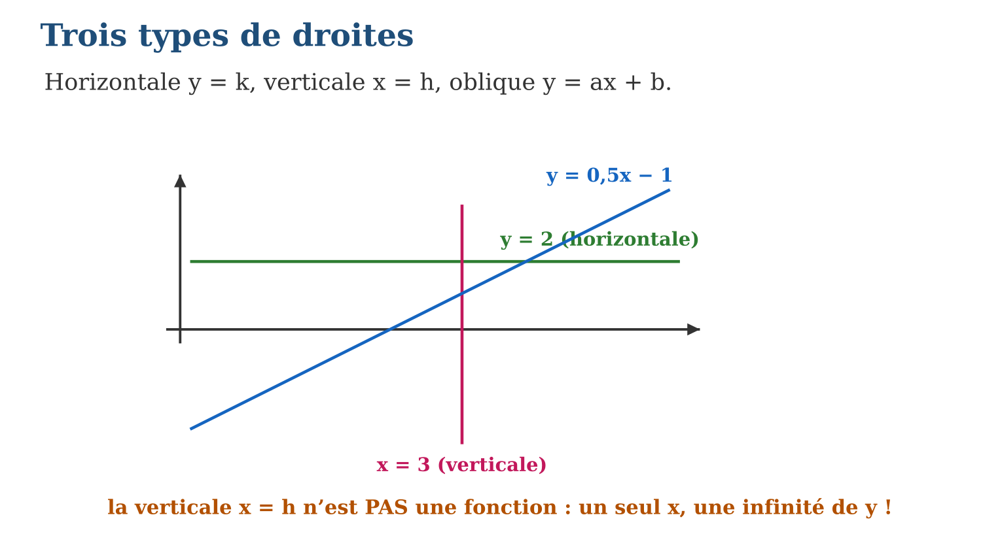 Trois types de droites
Horizontale y = k, verticale x = h, oblique y = ax + b.
y = 0,5x − 1
y = 2 (horizontale)
x = 3 (verticale)
la verticale x = h n’est PAS une fonction : un seul x, une infinité de y !